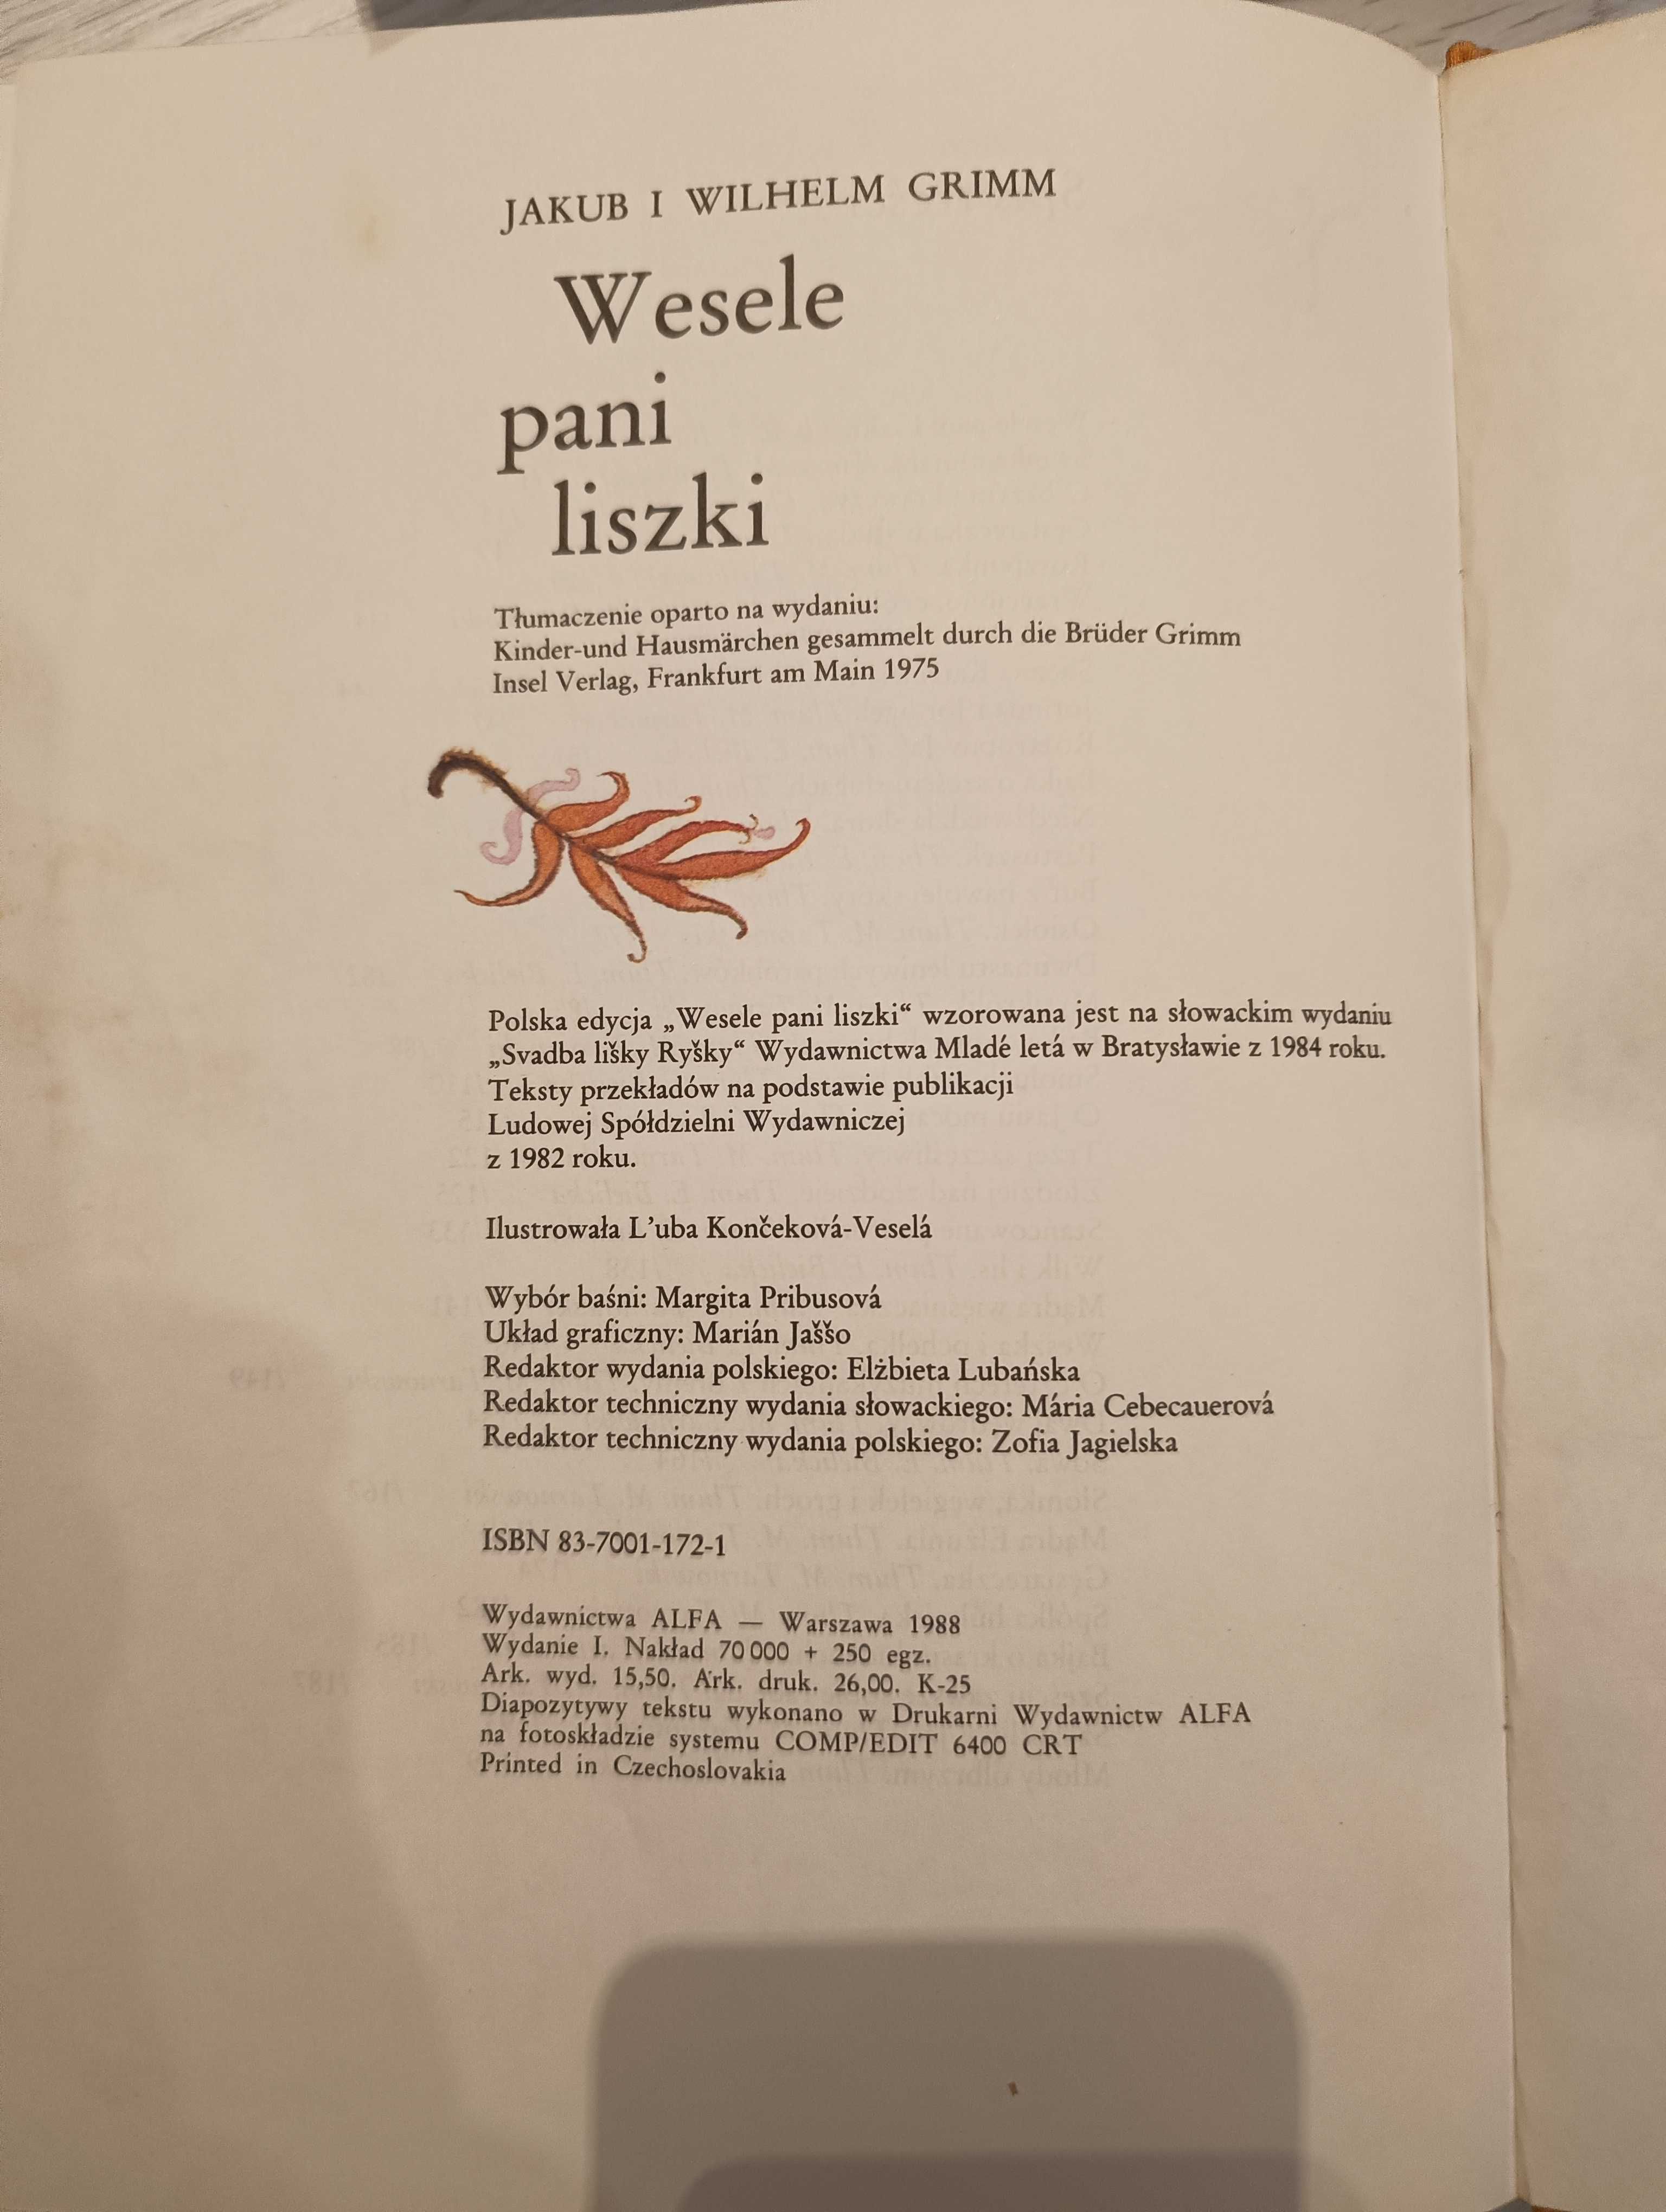 JAKUB I WILHELM GRIMM
Wesele
pani
liszki
Tłumaczenie oparto na wydaniu:
Kinder-und Hausmärchen gesammelt durch die Brüder Grimm
Insel Verlag, Frankfurt am Main 1975
Polska edycja „Wesele pani liszki“ wzorowana jest na słowackim wydaniu
„Svadba líšky Ryšky“ Wydawnictwa Mladé letá w Bratysławie z 1984 roku.
Teksty przekładów na podstawie publikacji
Ludowej Spółdzielni Wydawniczej
z 1982 roku.
Ilustrowała L’uba Končeková-Veselá
Wybór baśni: Margita Pribusová
Układ graficzny: Marián Jaššo
Redaktor wydania polskiego: Elżbieta Lubańska
Redaktor techniczny wydania słowackiego: Mária Cebecauerová
Redaktor techniczny wydania polskiego: Zofia Jagielska
ISBN 83-7001-172-1
Wydawnictwa ALFA — Warszawa 1988
Wydanie I. Nakład 70 000 + 250 egz.
Ark. wyd. 15,50. Ark. druk. 26,00. K-25
Diapozytywy tekstu wykonano w Drukarni Wydawnictw ALFA
na fotoskładzie systemu COMP/EDIT 6400 CRT
Printed in Czechoslovakia